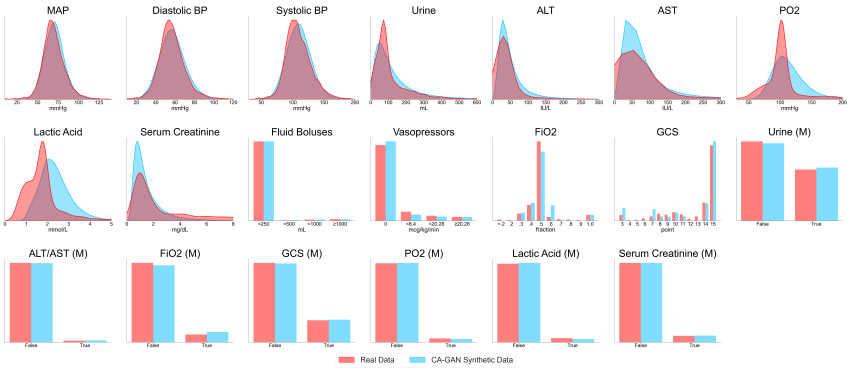 MAP Diastolic BP Systolic BP Urine ALT AST PO2
25 50 75 100 125 0 20 40 60 80 100 120 50 100 150 200 0 100 200 300 400 500 600 0 50 100 150 200 250 300 50 100 150 200 250 300 50 100 150 200
mmHg mmHg mmHg mL IU/L IU/L mmHg
Lactic Acid Serum Creatinine Fluid Boluses Vasopressors FiO2 GCS Urine (M)
0 1 2 3 4 5 0 2 4 6 8 <250 <500 <1000 ≥1000 0 <8.4 <20.28 ≥20.28 <.2 .2 .3 .4 .5 .6 .7 .8 .9 1.0 3 4 5 6 7 8 9 10 11 12 13 14 15 False True
mmol/L mg/dL mL mcg/kg/min fraction point
ALT/AST (M) FiO2 (M) GCS (M) PO2 (M) Lactic Acid (M) Serum Creatinine (M)
False True False True False True False True False True False True
Real Data CA-GAN Synthetic Data